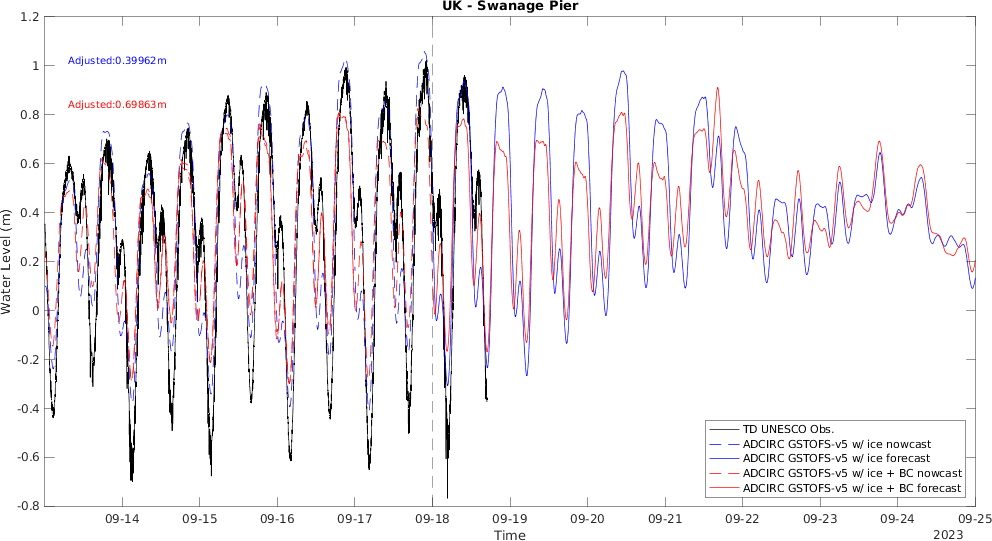 UK - Swanage Pier
Adjusted:0.39962m
Adjusted:0.69863m
1.2
1
0.8
0.6
0.4
0.2
0
-0.2
-0.4
-0.6
-0.8
Water Level (m)
TD UNESCO Obs.
ADCIRC GSTOFS-v5 w/ ice nowcast
ADCIRC GSTOFS-v5 w/ ice forecast
ADCIRC GSTOFS-v5 w/ ice + BC nowcast
ADCIRC GSTOFS-v5 w/ ice + BC forecast
09-14 09-15 09-16 09-17 09-18 09-19 09-20 09-21 09-22 09-23 09-24 09-25
Time
2023